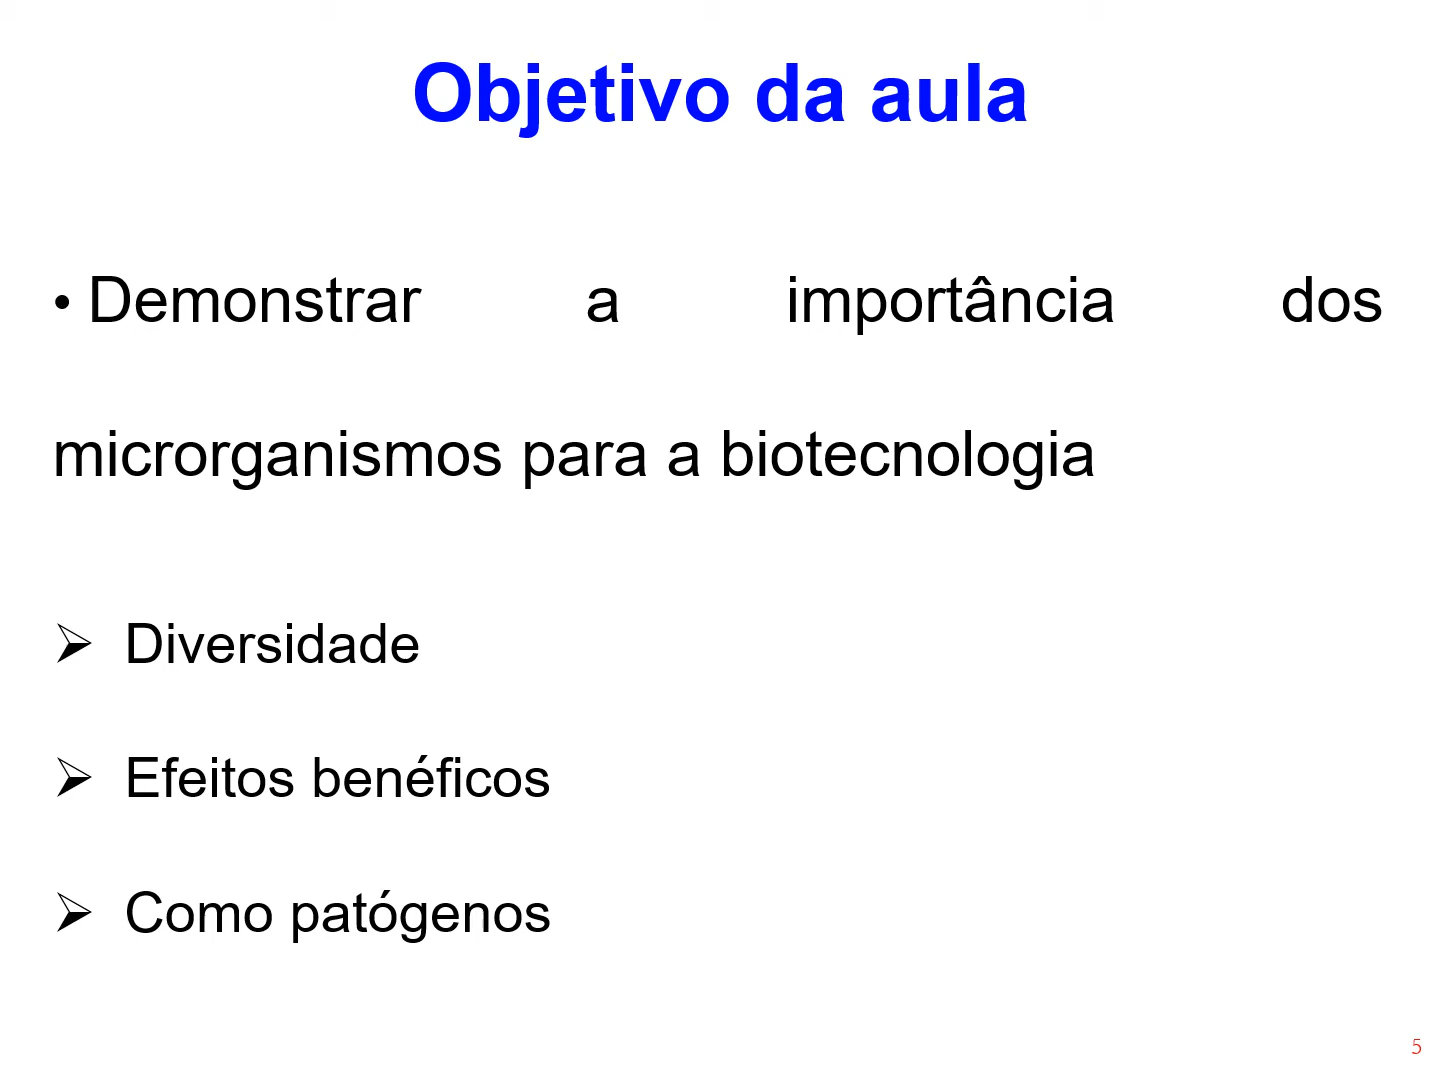 Objetivo da aula
• Demonstrar a importância dos
microrganismos para a biotecnologia
➢ Diversidade
➢ Efeitos benéficos
➢ Como patógenos
5